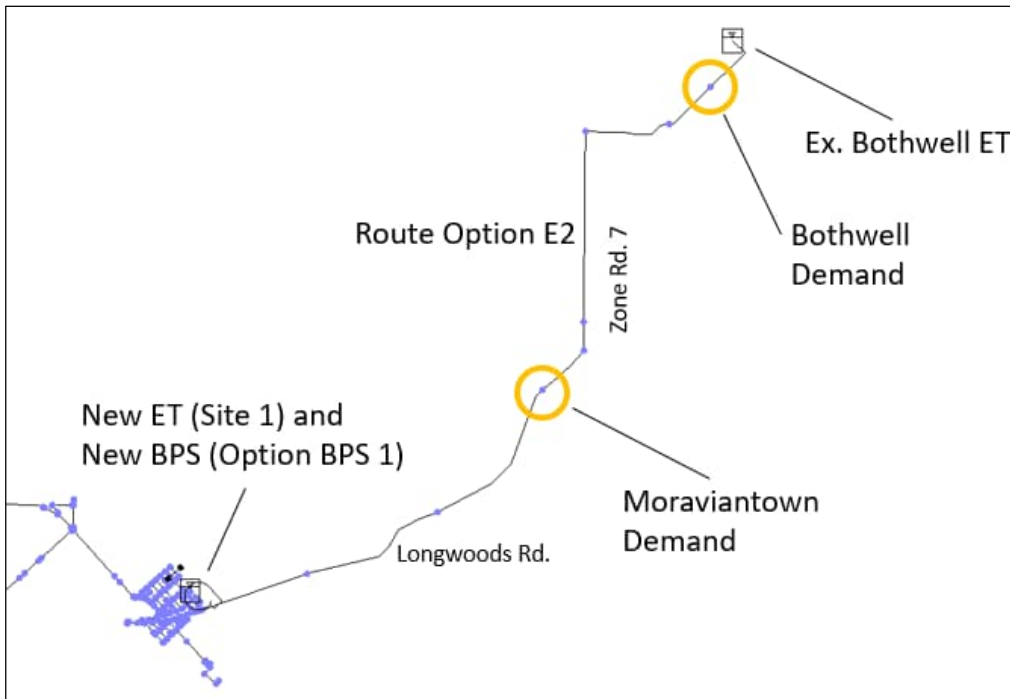 Ex. Bothwell ET
Route Option E2
Zone Rd. 7
Bothwell
Demand
New ET (Site 1) and
New BPS (Option BPS 1)
Moraviantown
Demand
Longwoods Rd.